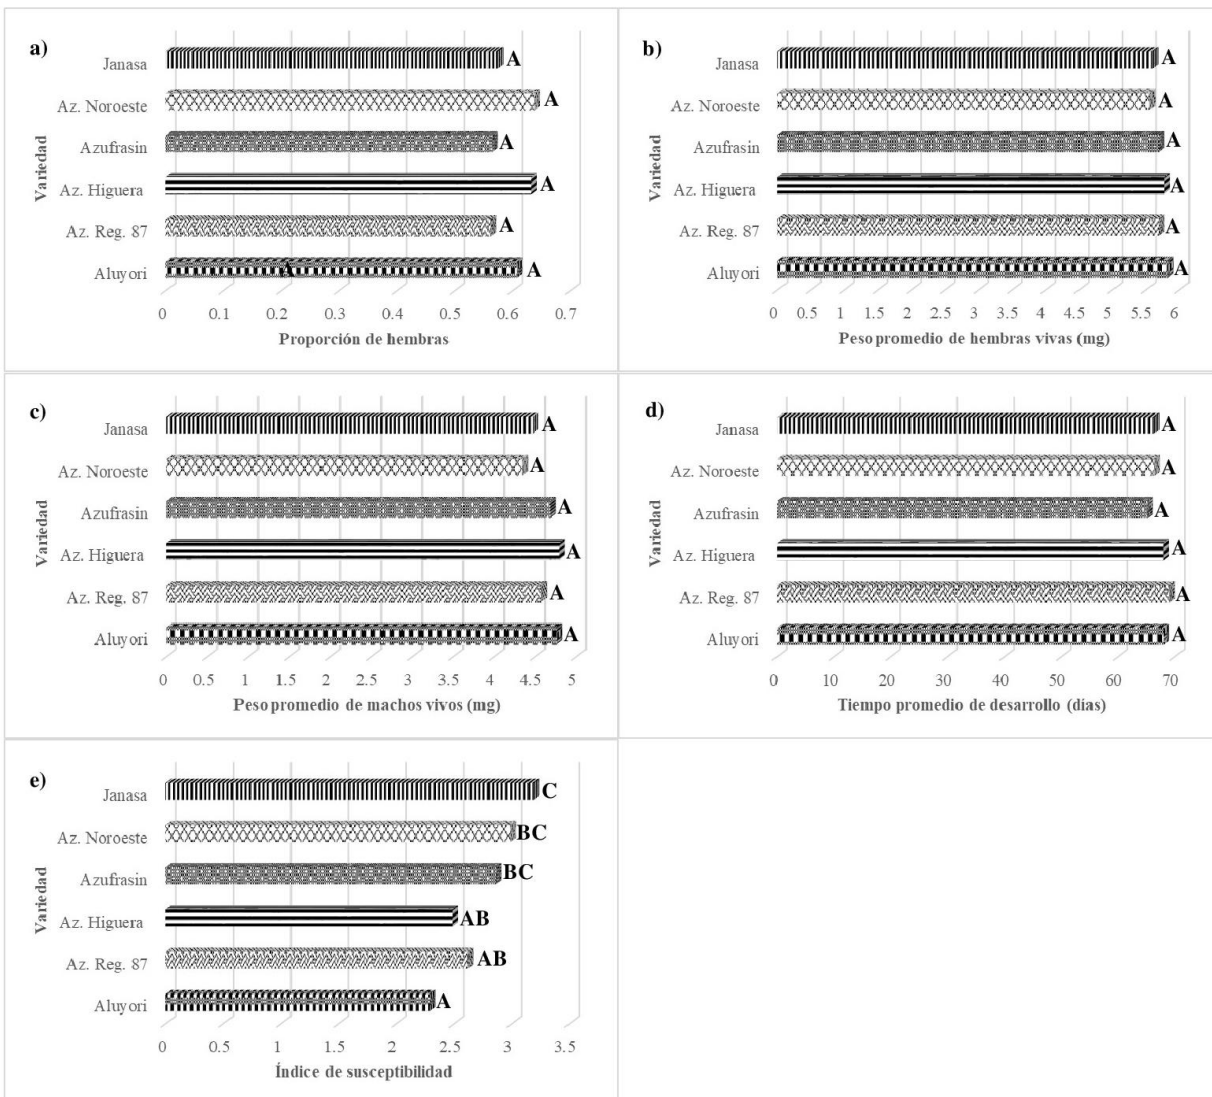 a)
Variedad
Janasa A
Az. Noroeste A
Azufrasin A
Az. Higuera A
Az. Reg. 87 A
Aluyori A A
0 0.1 0.2 0.3 0.4 0.5 0.6 0.7
Proporción de hembras
b)
Variedad
Janasa A
Az. Noroeste A
Azufrasin A
Az. Higuera A
Az. Reg. 87 A
Aluyori A
0 0.5 1 1.5 2 2.5 3 3.5 4 4.5 5 5.5 6
Peso promedio de hembras vivas (mg)
c)
Variedad
Janasa A
Az. Noroeste A
Azufrasin A
Az. Higuera A
Az. Reg. 87 A
Aluyori A
0 0.5 1 1.5 2 2.5 3 3.5 4 4.5 5
Peso promedio de machos vivos (mg)
d)
Variedad
Janasa A
Az. Noroeste A
Azufrasin A
Az. Higuera A
Az. Reg. 87 A
Aluyori A
0 10 20 30 40 50 60 70
Tiempo promedio de desarrollo (días)
e)
Variedad
Janasa C
Az. Noroeste BC
Azufrasin BC
Az. Higuera AB
Az. Reg. 87 AB
Aluyori A
0 0.5 1 1.5 2 2.5 3 3.5
Índice de susceptibilidad